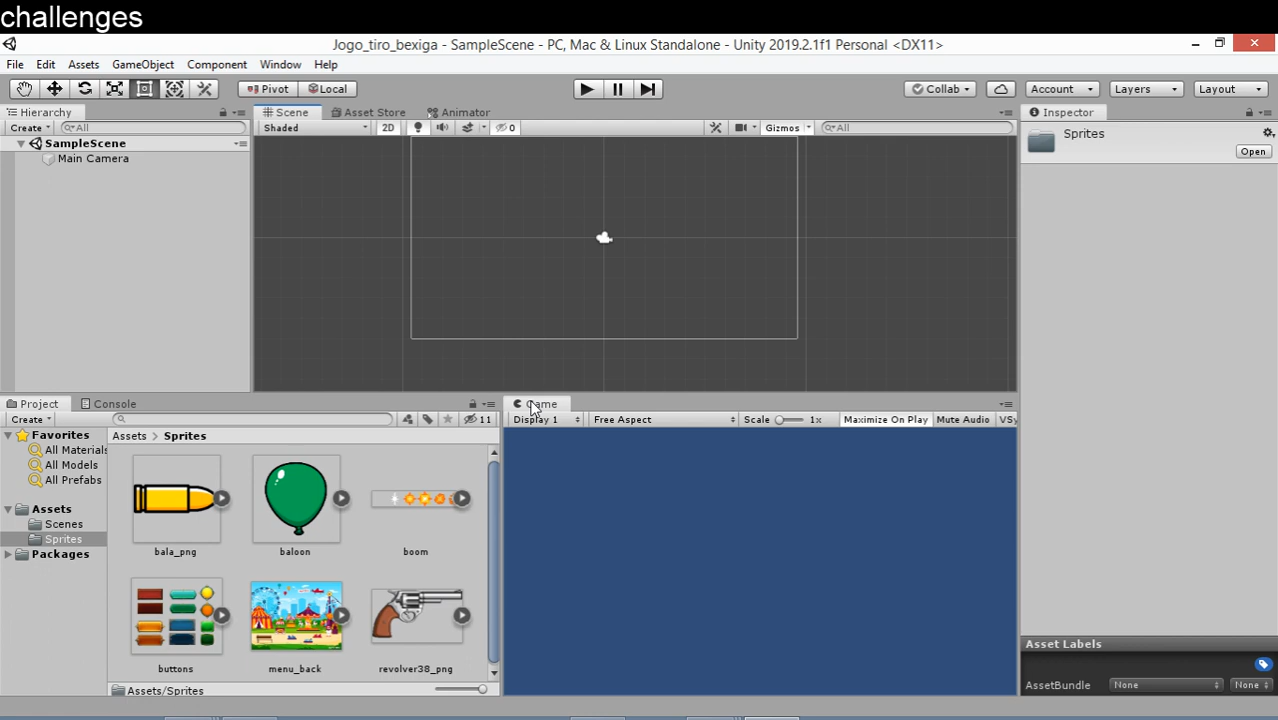 challenges
Jogo_tiro_bexiga - SampleScene - PC, Mac & Linux Standalone - Unity 2019.2.1f1 Personal <DX11>
File Edit Assets GameObject Component Window Help
Pivot Local Collab Account Layers Layout
Hierarchy Scene Asset Store Animator Inspector
Create All Shaded 2D 0 Gizmos All
SampleScene
Main Camera
Sprites
Open
Project Console Game
Create 11 Display 1 Free Aspect Scale 1x Maximize On Play Mute Audio VSy
Favorites
All Materials
All Models
All Prefabs
Assets
Scenes
Sprites
Packages
Assets > Sprites
bala_png baloon boom
buttons menu_back revolver38_png
Assets/Sprites
Asset Labels
AssetBundle None None